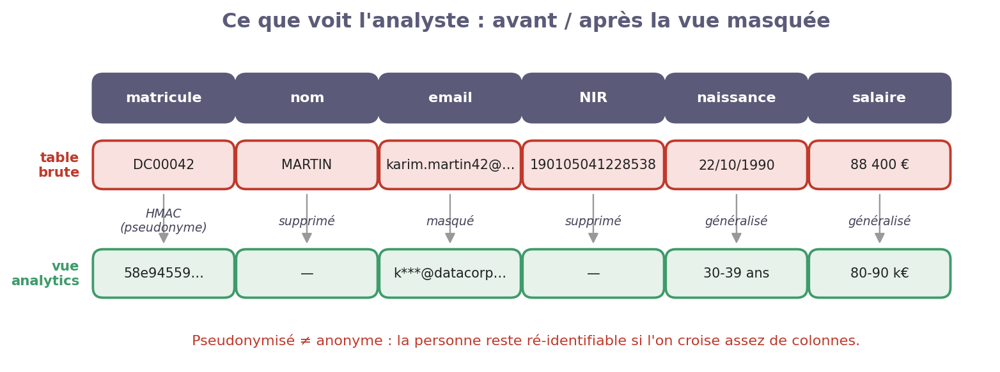 Ce que voit l'analyste : avant / après la vue masquée
matricule nom email NIR naissance salaire
table
brute
DC00042 MARTIN karim.martin42@... 190105041228538 22/10/1990 88 400 €
HMAC
(pseudonyme)
supprimé masqué supprimé généralisé généralisé
vue
analytics
58e94559... — k***@datacorp... — 30-39 ans 80-90 k€
Pseudonymisé ≠ anonyme : la personne reste ré-identifiable si l'on croise assez de colonnes.